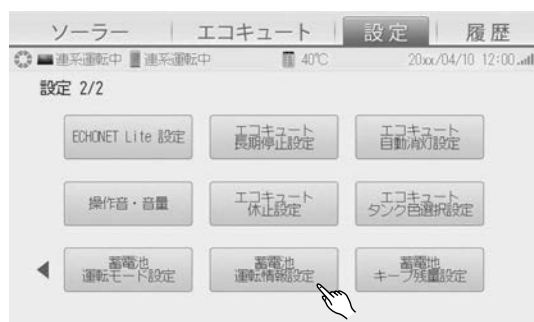 ソーラー エコキュート 設定 履歴
連系運転中 連系運転中 40℃ 20xx/04/10 12:00
設定 2/2
ECHONET Lite 設定
エコキュート
長期停止設定
エコキュート
自動消灯設定
操作音・音量
エコキュート
休止設定
エコキュート
タンク色選択設定
蓄電池
運転モード設定
蓄電池
運転情報設定
蓄電池
キープ残量設定